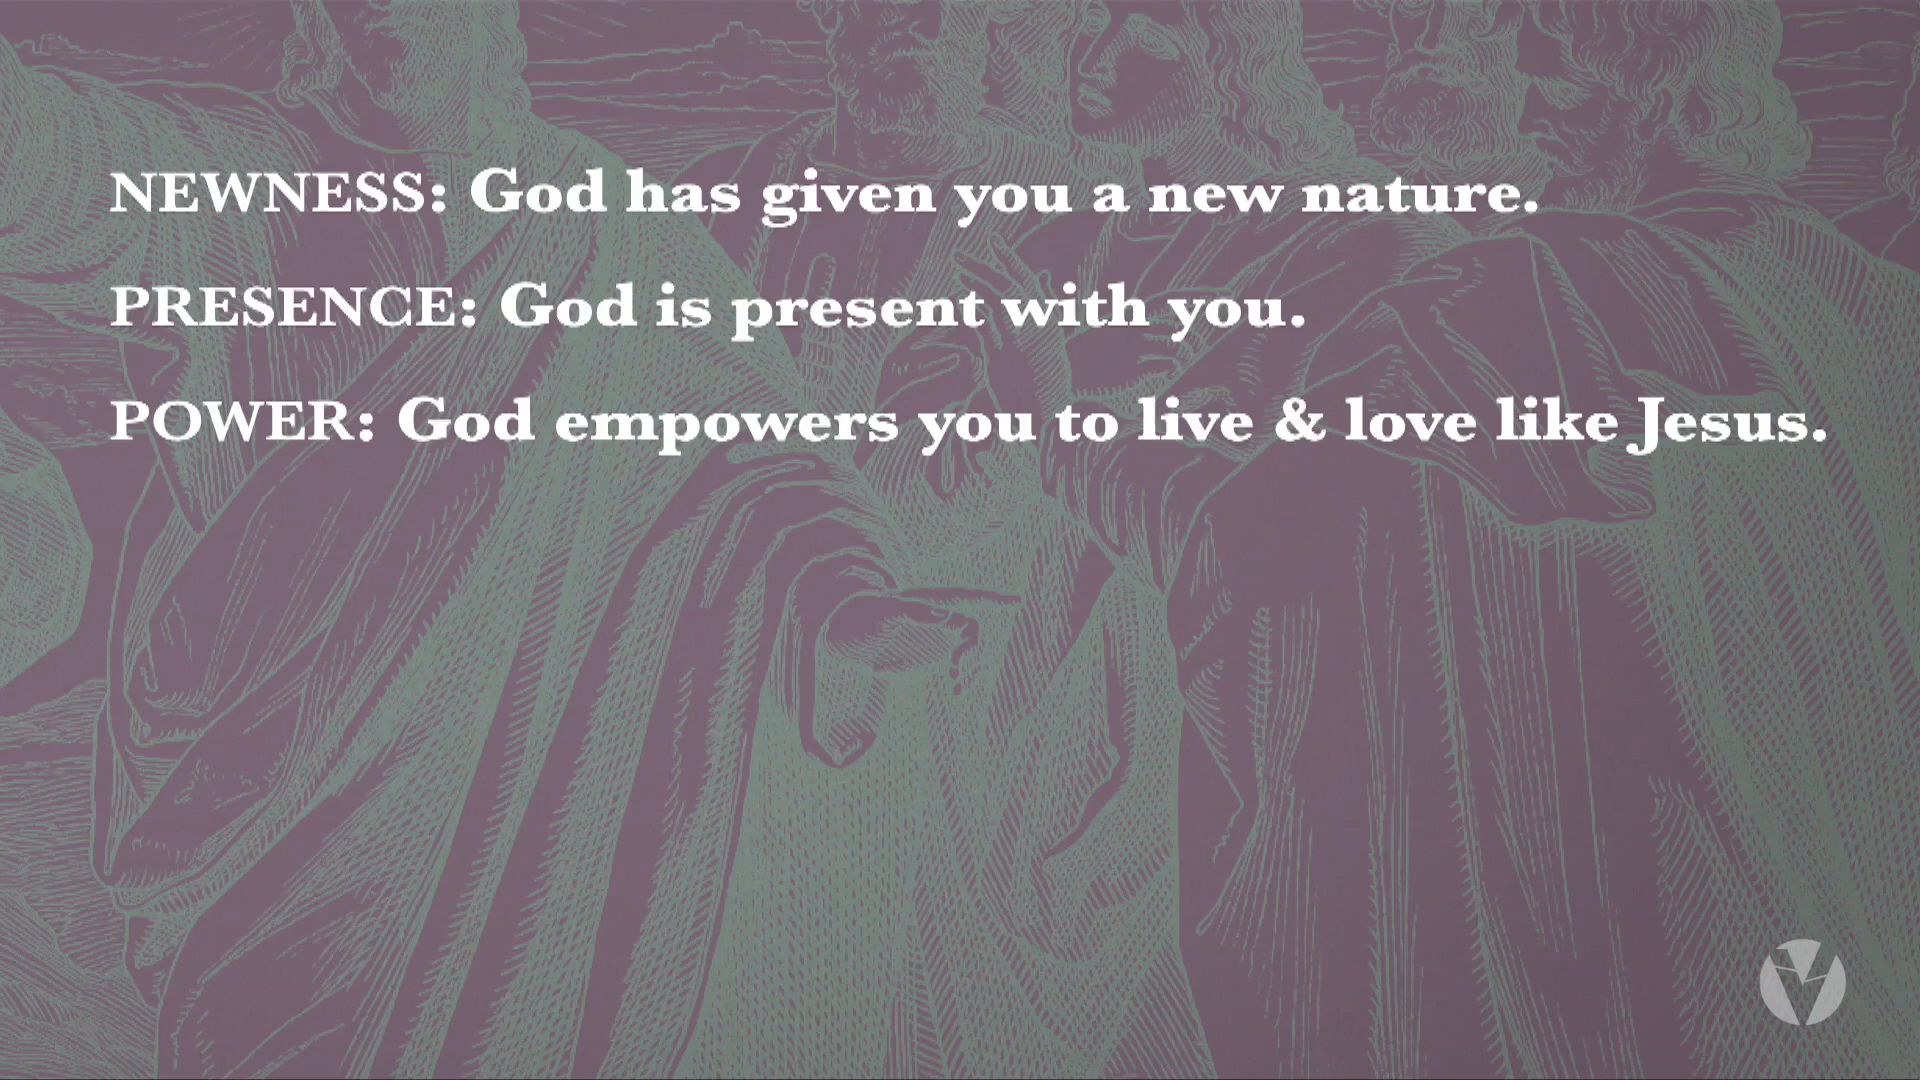 NEWNESS: God has given you a new nature.
PRESENCE: God is present with you.
POWER: God empowers you to live & love like Jesus.